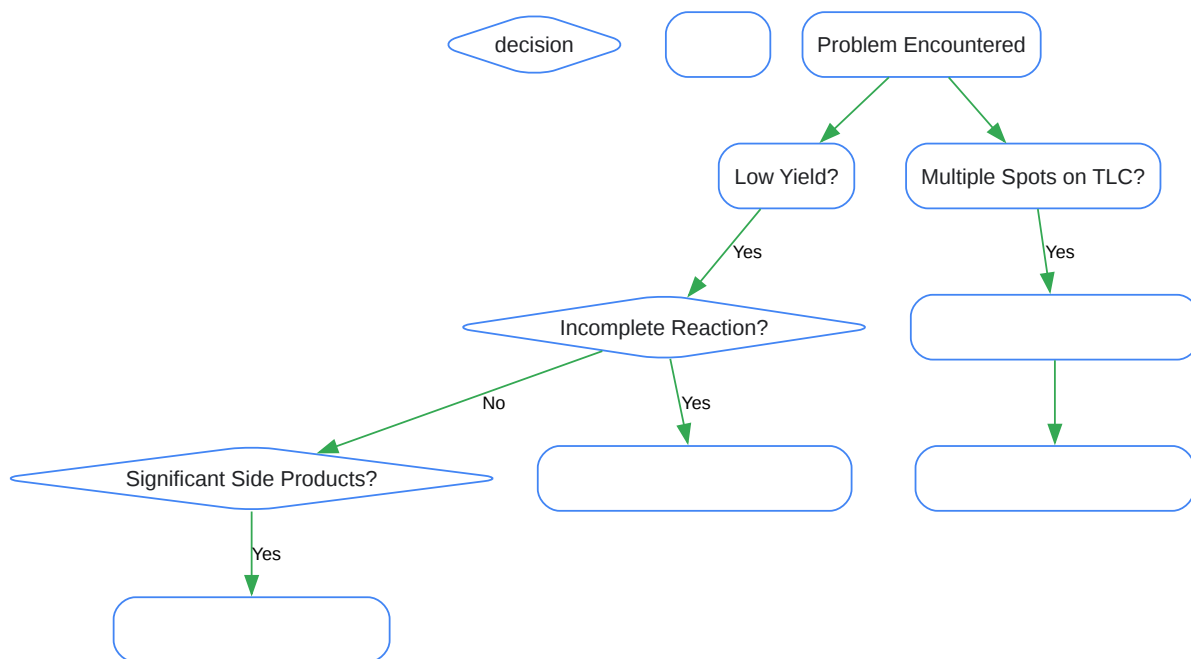 decision
Problem Encountered
Low Yield?
Multiple Spots on TLC?
Yes
Yes
Incomplete Reaction?
No
Yes
Significant Side Products?
Yes